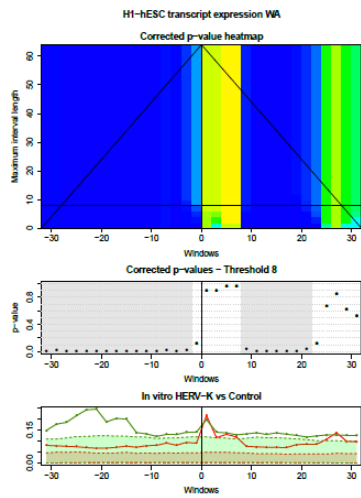 H1-hESC transcript expression WA
Corrected p-value heatmap
Maximum interval length
0 10 20 30 40 50 60
-30 -20 -10 0 10 20 30
Windows
Corrected p-values - Threshold 8
p-value
0.0 0.4 0.8
-30 -20 -10 0 10 20 30
Windows
In vitro HERV-K vs Control
0.00 0.15
-30 -20 -10 0 10 20 30
Windows